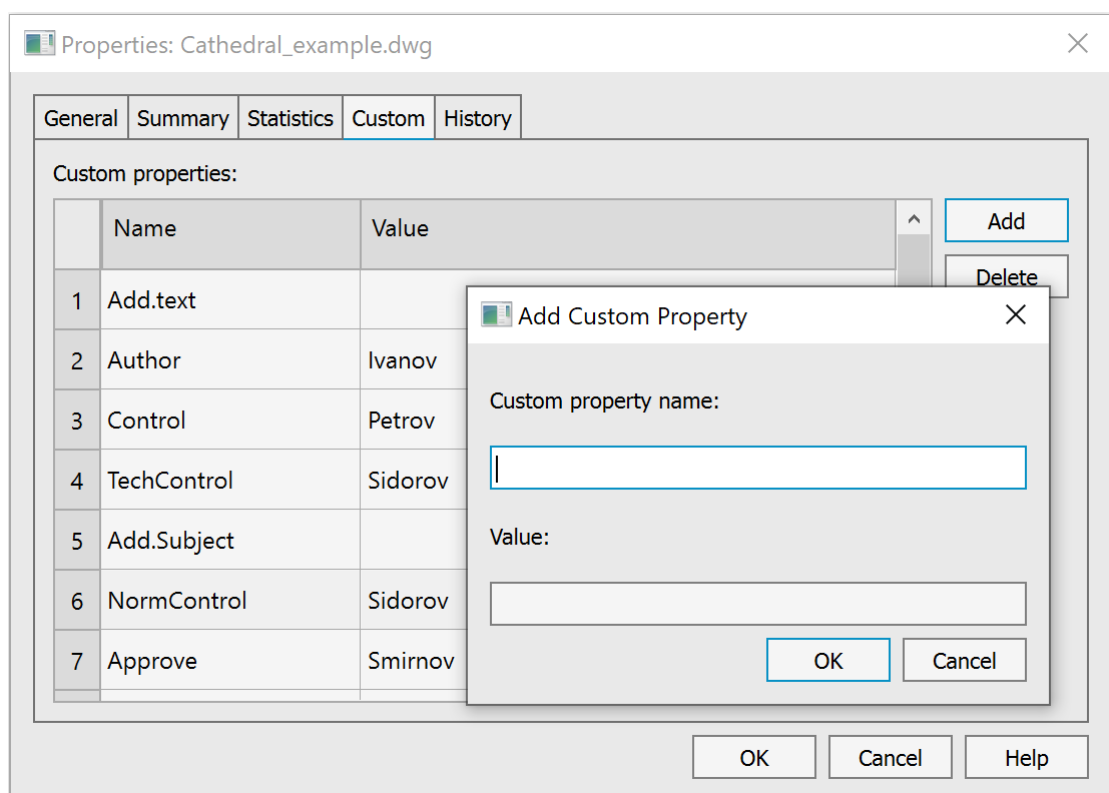 Properties: Cathedral_example.dwg
General Summary Statistics Custom History
Custom properties:
Name Value
Add
Delete
1 Add.text
2 Author Ivanov
3 Control Petrov
4 TechControl Sidorov
5 Add.Subject
6 NormControl Sidorov
7 Approve Smirnov
Add Custom Property
Custom property name:
Value:
OK Cancel
OK Cancel Help